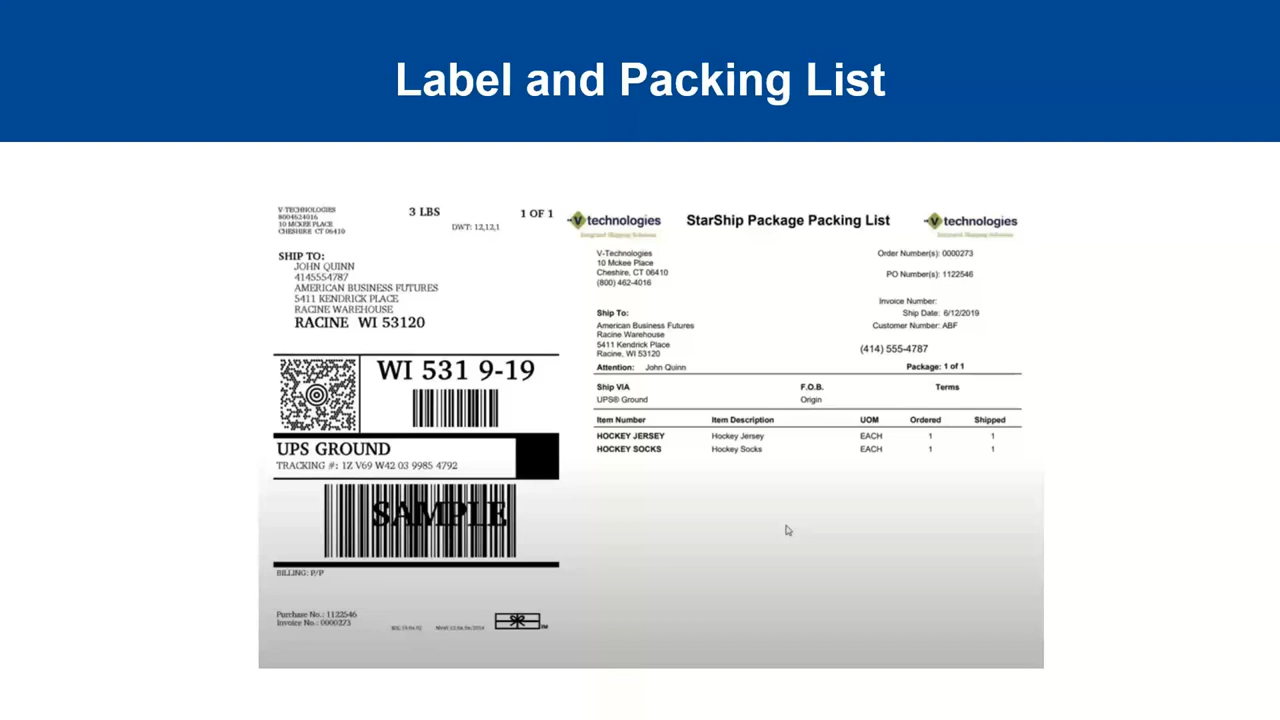 Label and Packing List
V-TECHNOLOGIES
8004624016
10 MCKEE PLACE
CHESHIRE CT 06410
3 LBS
1 OF 1
DWT: 12,12,1
SHIP TO:
JOHN QUINN
4145554787
AMERICAN BUSINESS FUTURES
5411 KENDRICK PLACE
RACINE WAREHOUSE
RACINE WI 53120
WI 531 9-19
UPS GROUND
TRACKING #: 1Z V69 W42 03 9985 4792
SAMPLE
BILLING: P/P
Purchase No.: 1122546
Invoice No.: 0000273
V technologies
Integrated Shipping Solutions
StarShip Package Packing List
V technologies
Integrated Shipping Solutions
V-Technologies
10 Mckee Place
Cheshire, CT 06410
(800) 462-4016
Order Number(s): 0000273
PO Number(s): 1122546
Invoice Number:
Ship Date: 6/12/2019
Customer Number: ABF
(414) 555-4787
Ship To:
American Business Futures
Racine Warehouse
5411 Kendrick Place
Racine, WI 53120
Attention: John Quinn
Package: 1 of 1
Ship VIA F.O.B. Terms
UPS® Ground Origin
Item Number Item Description UOM Ordered Shipped
HOCKEY JERSEY Hockey Jersey EACH 1 1
HOCKEY SOCKS Hockey Socks EACH 1 1